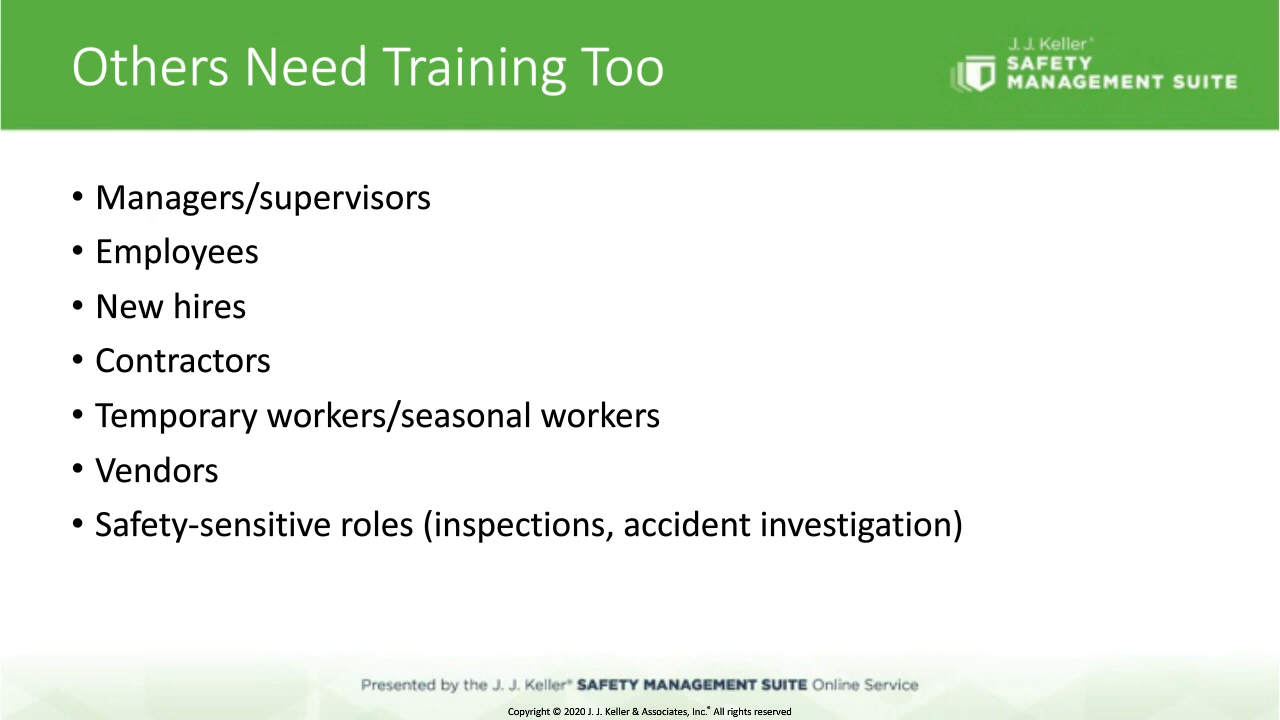 Others Need Training Too
J. J. Keller®
SAFETY
MANAGEMENT SUITE
• Managers/supervisors
• Employees
• New hires
• Contractors
• Temporary workers/seasonal workers
• Vendors
• Safety-sensitive roles (inspections, accident investigation)
Presented by the J. J. Keller® SAFETY MANAGEMENT SUITE Online Service
Copyright © 2020 J. J. Keller & Associates, Inc.® All rights reserved